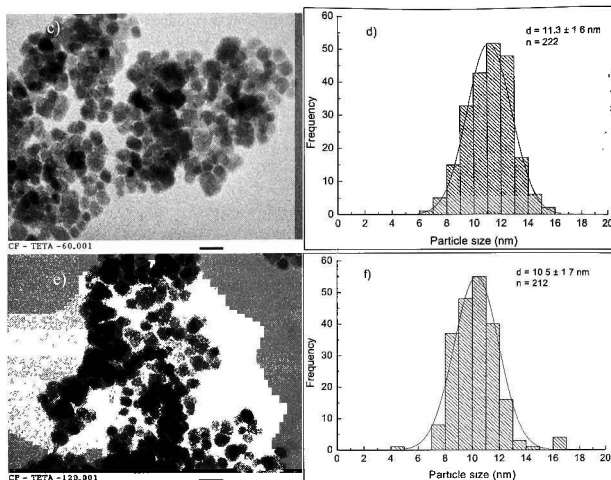 c)
CF - TETA -60.001
d)
d = 11.3 ± 1 6 nm
n = 222
Frequency
60
50
40
30
20
10
0
0 2 4 6 8 10 12 14 16 18 20
Particle size (nm)
e)
CF - TETA -120.001
f)
d = 10 5 ± 1 7 nm
n = 212
Frequency
60
50
40
30
20
10
0
0 2 4 6 8 10 12 14 16 18 20
Particle size (nm)